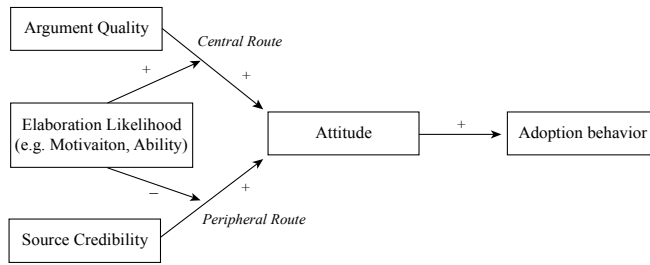 Argument Quality
Central Route
+
+
Elaboration Likelihood
(e.g. Motivaiton, Ability)
Attitude
+
Adoption behavior
–
+
Peripheral Route
Source Credibility